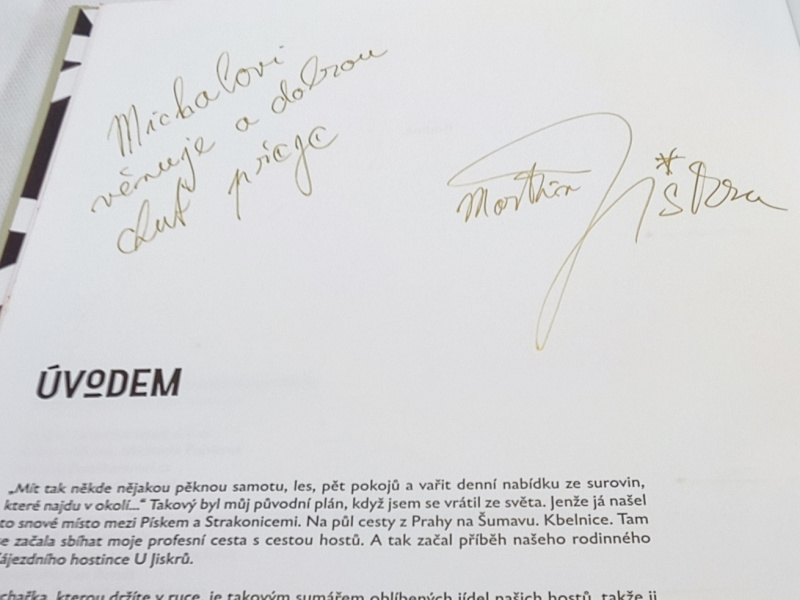 Michalovi
věnuje a dobrou
chuť přeje
Martin Jiskra
ÚVODEM
„Mít tak někde nějakou pěknou samotu, les, pět pokojů a vařit denní nabídku ze surovin,
které najdu v okolí...“ Takový byl můj původní plán, když jsem se vrátil ze světa. Jenže já našel
to snové místo mezi Pískem a Strakonicemi. Na půl cesty z Prahy na Šumavu. Kbelnice. Tam
se začala sbíhat moje profesní cesta s cestou hostů. A tak začal příběh našeho rodinného
zájezdního hostince U Jiskrů.
kuchařka, kterou držíte v ruce, je takovým sumářem oblíbených jídel našich hostů, takže ji